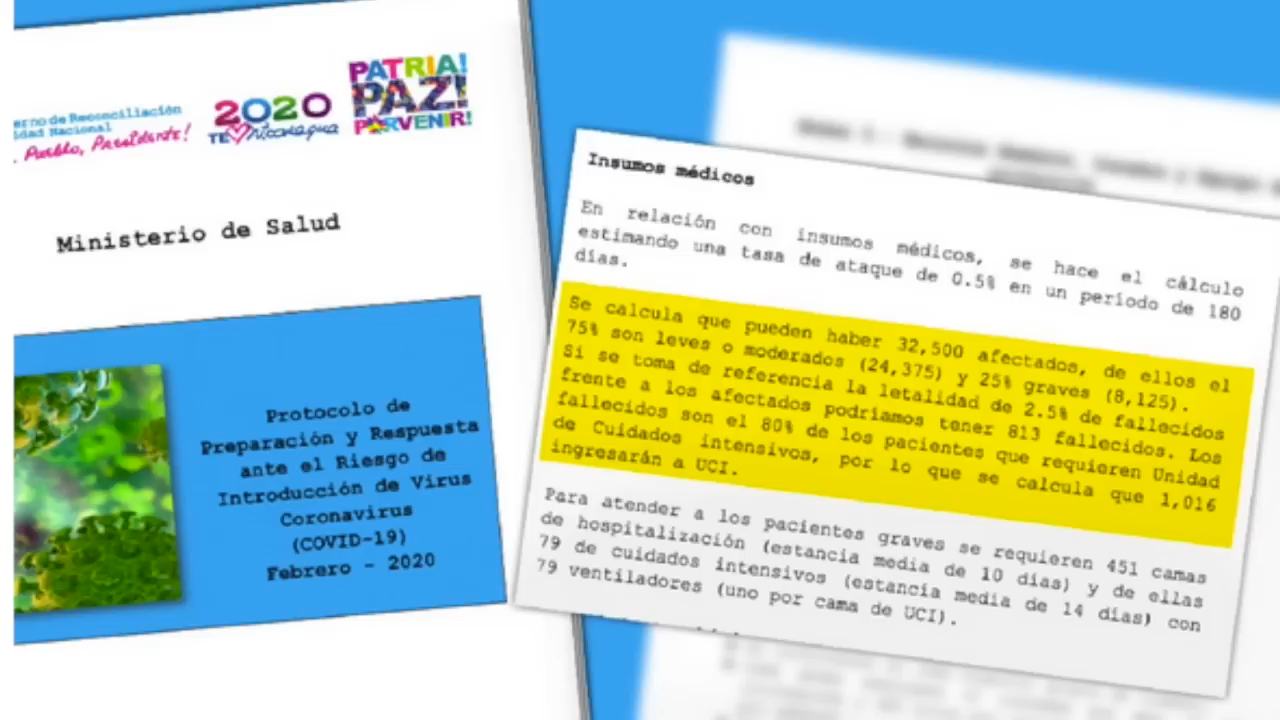 erno de Reconciliación
idad Nacional
Pueblo, Presidente!
2020
TE Nicaragua
PATRIA!
PAZ!
PORVENIR!
Ministerio de Salud
Protocolo de
Preparación y Respuesta
ante el Riesgo de
Introducción de Virus
Coronavirus
(COVID-19)
Febrero - 2020
Insumos médicos
En relación con insumos médicos, se hace el cálculo
estimando una tasa de ataque de 0.5% en un período de 180
días.
Se calcula que pueden haber 32,500 afectados, de ellos el
75% son leves o moderados (24,375) y 25% graves (8,125).
Si se toma de referencia la letalidad de 2.5% de fallecidos
frente a los afectados podríamos tener 813 fallecidos. Los
fallecidos son el 80% de los pacientes que requieren Unidad
de Cuidados intensivos, por lo que se calcula que 1,016
ingresarán a UCI.
Para atender a los pacientes graves se requieren 451 camas
de hospitalización (estancia media de 10 días) y de ellas
79 de cuidados intensivos (estancia media de 14 días) con
79 ventiladores (uno por cama de UCI).